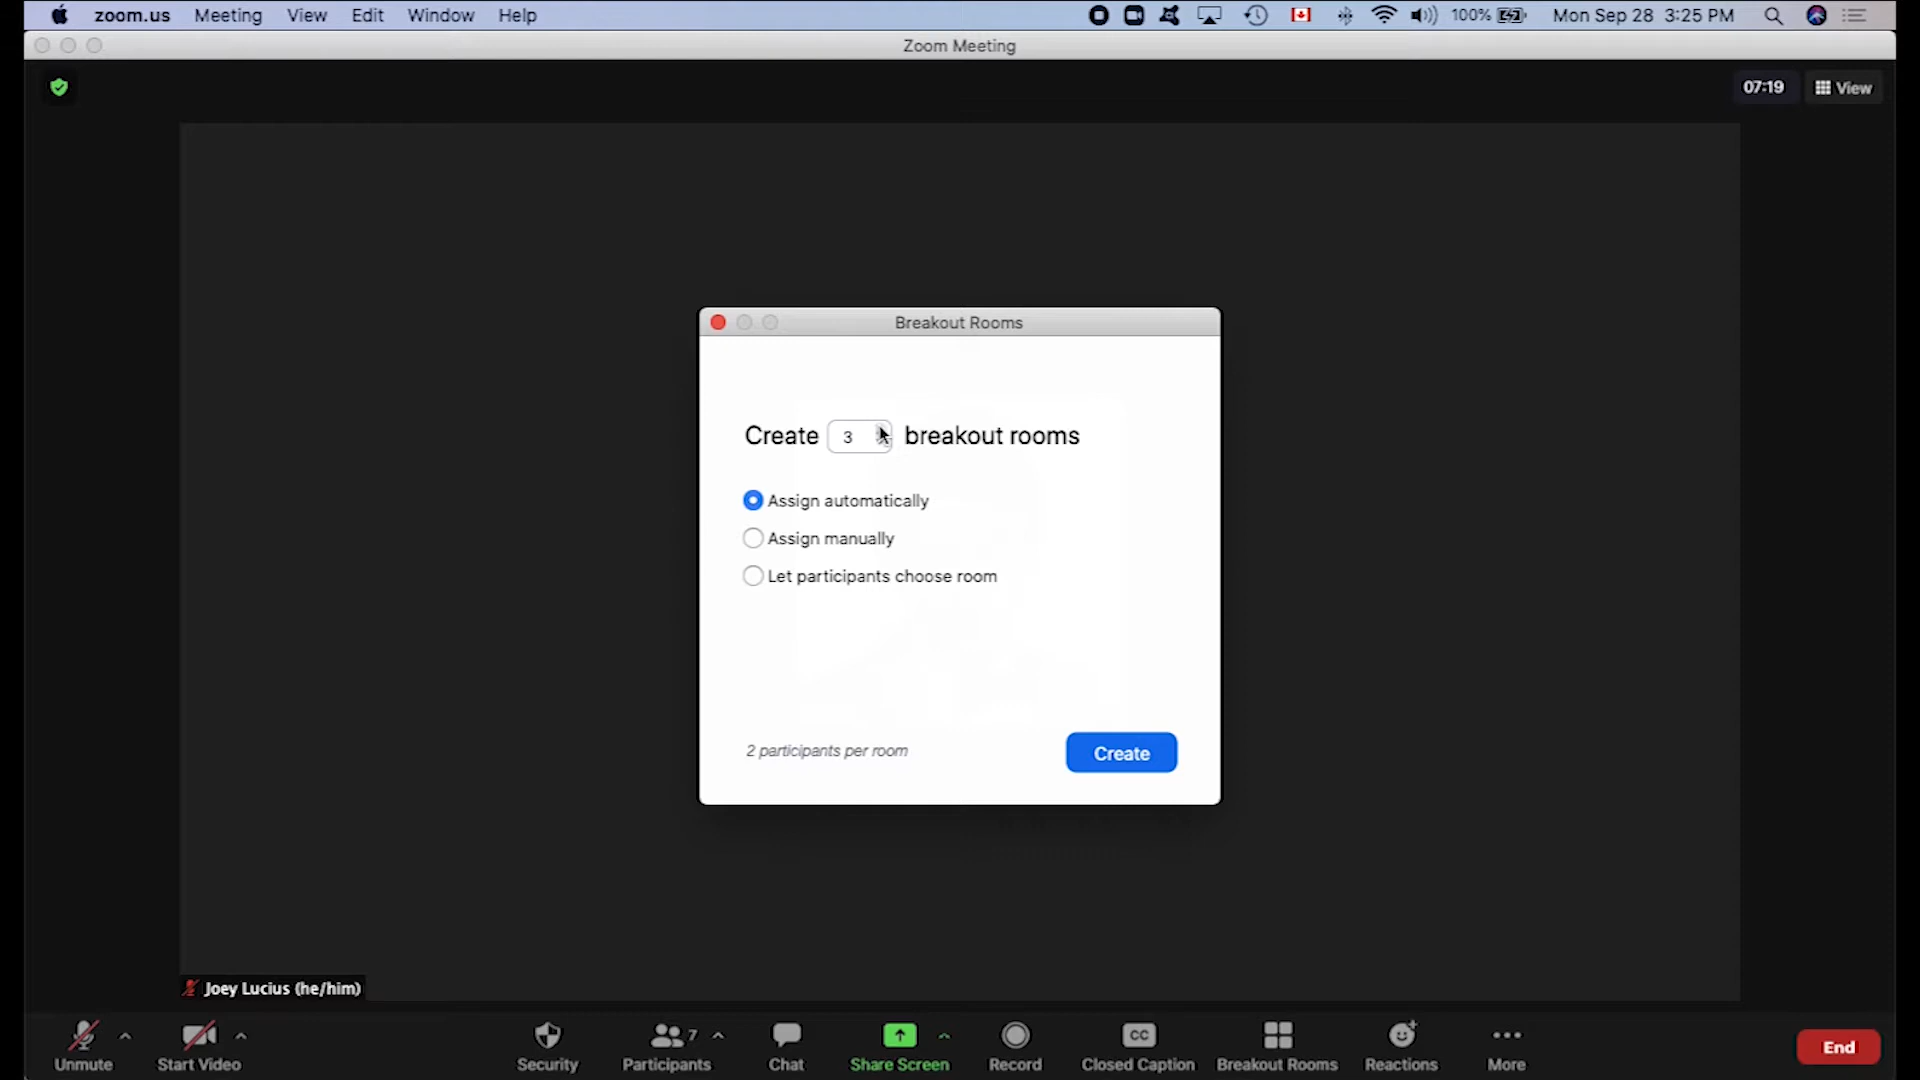 zoom.us Meeting View Edit Window Help 100% Mon Sep 28 3:25 PM
Zoom Meeting
07:19 View
Breakout Rooms
Create 3 breakout rooms
Assign automatically
Assign manually
Let participants choose room
2 participants per room Create
Joey Lucius (he/him)
7 CC
Unmute Start Video Security Participants Chat Share Screen Record Closed Caption Breakout Rooms Reactions More End